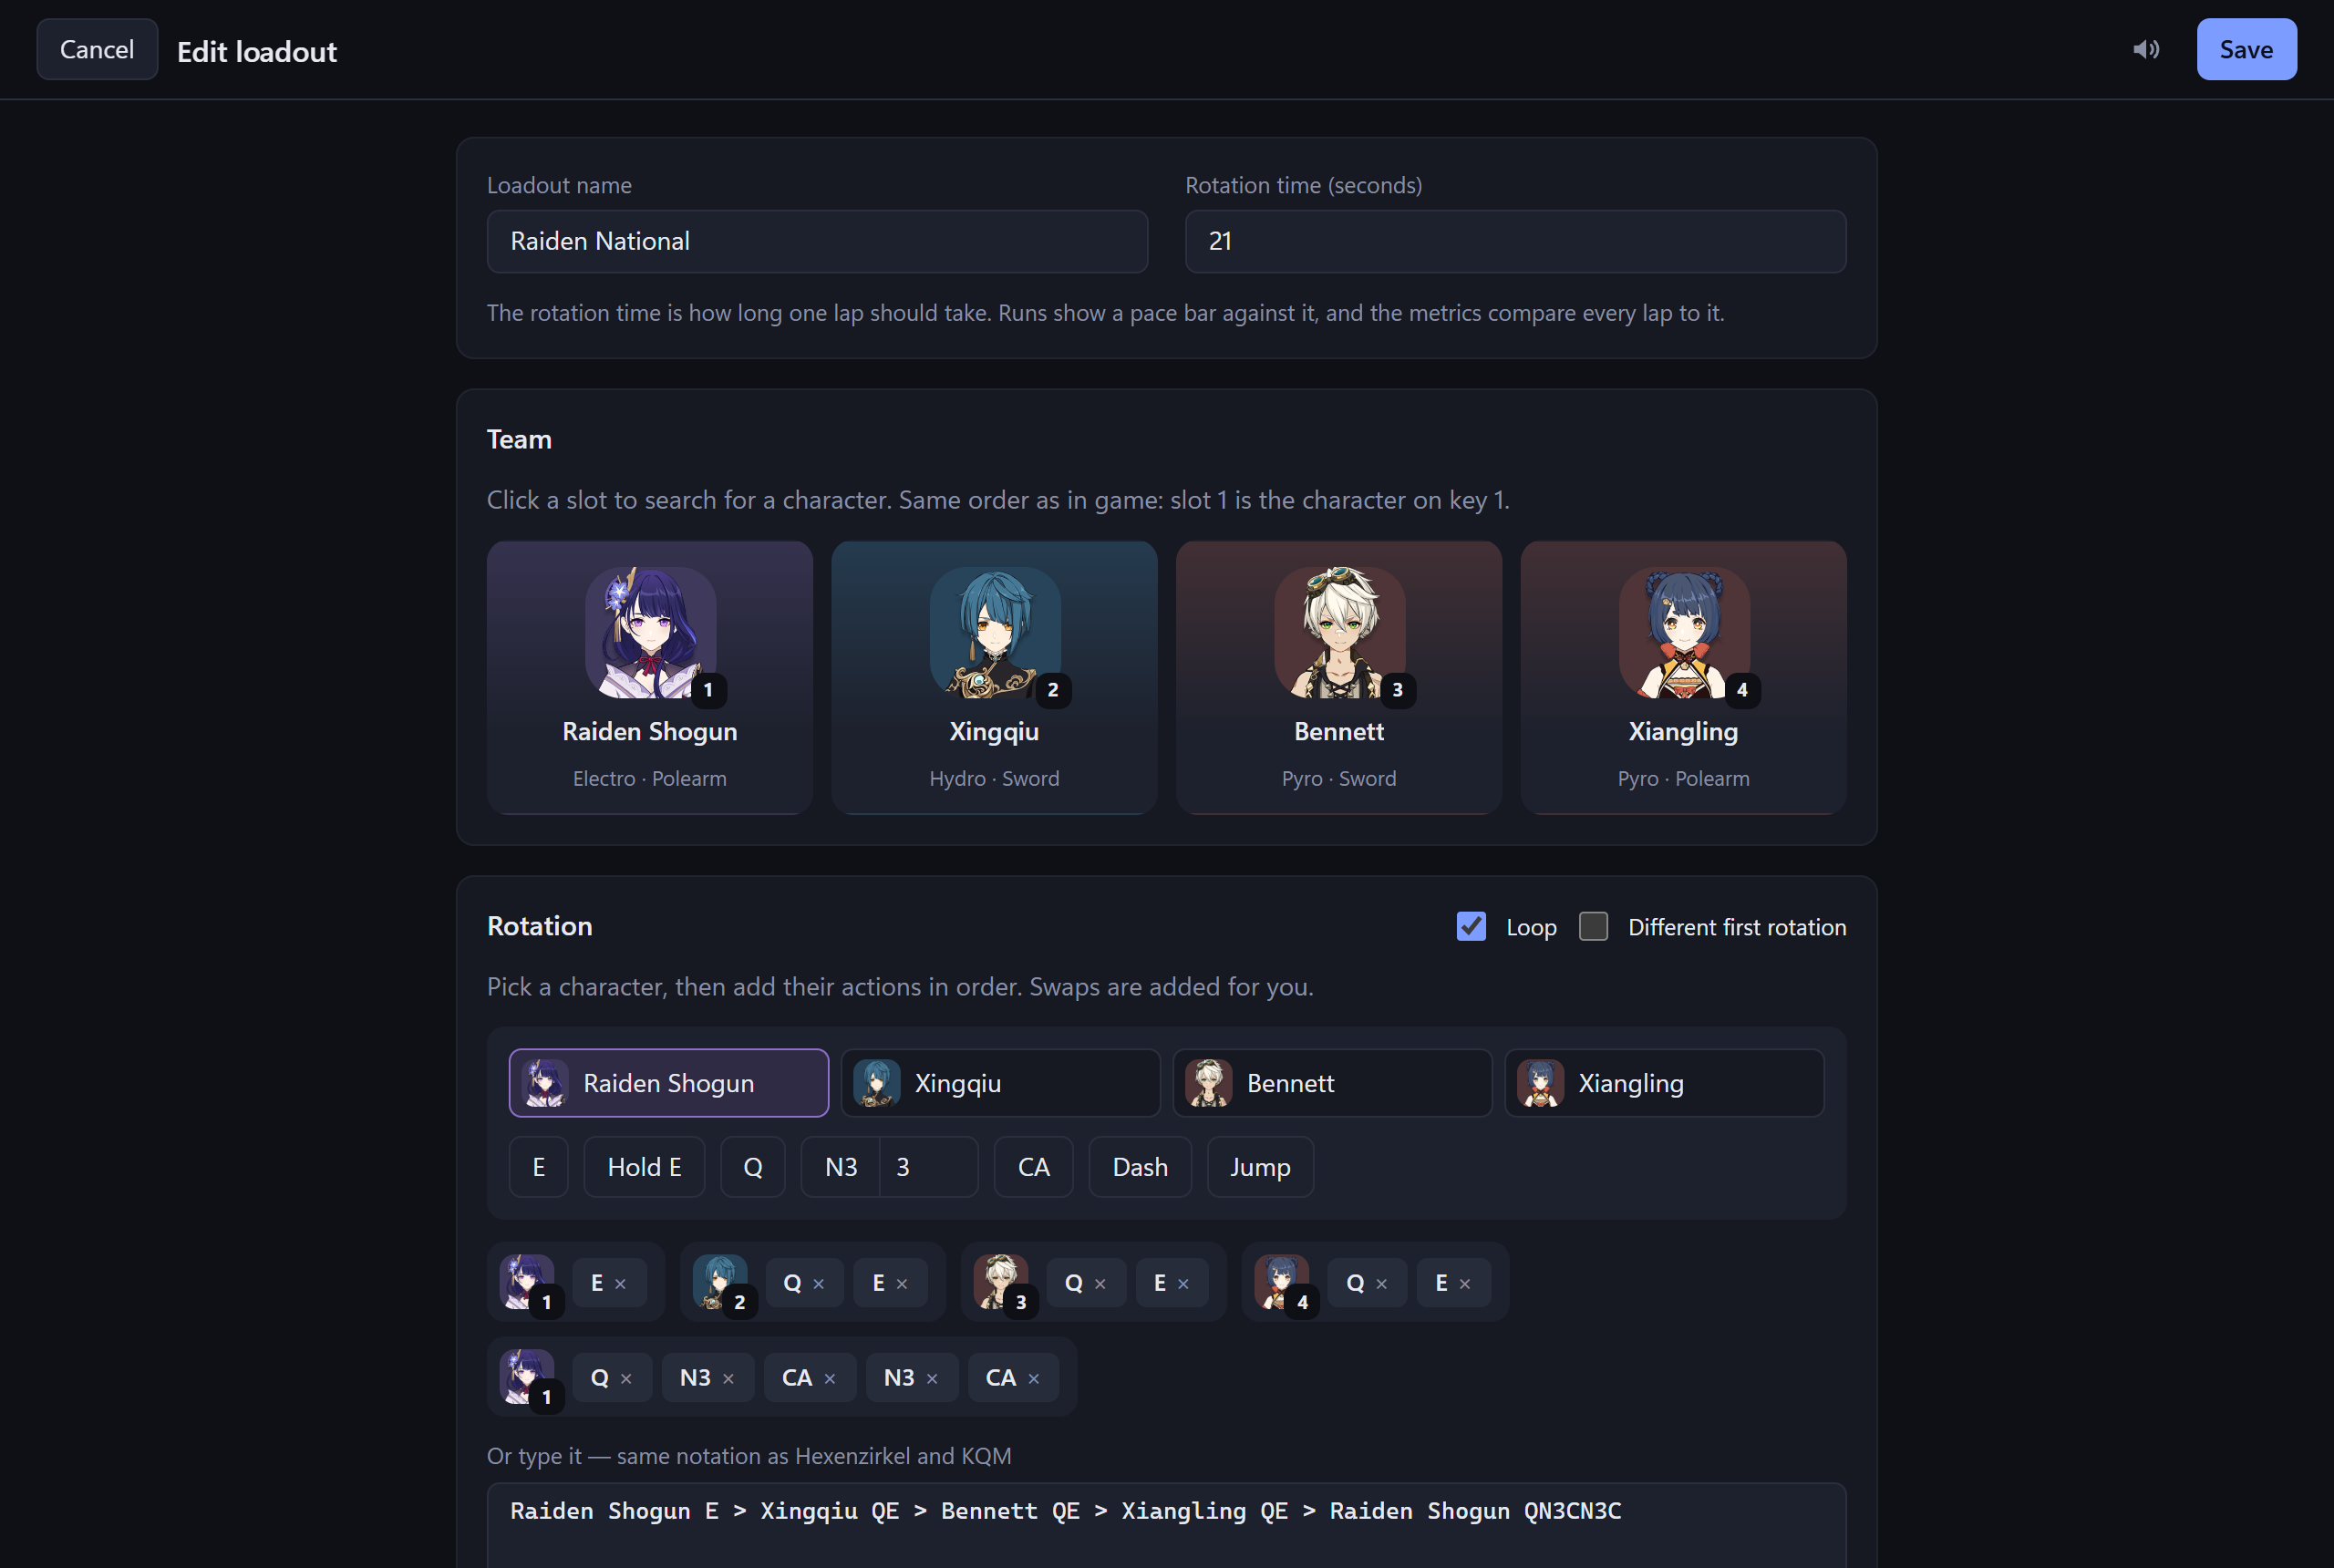 Cancel Edit loadout Save
Loadout name Rotation time (seconds)
Raiden National 21
The rotation time is how long one lap should take. Runs show a pace bar against it, and the metrics compare every lap to it.
Team
Click a slot to search for a character. Same order as in game: slot 1 is the character on key 1.
1 2 3 4
Raiden Shogun Xingqiu Bennett Xiangling
Electro · Polearm Hydro · Sword Pyro · Sword Pyro · Polearm
Rotation Loop Different first rotation
Pick a character, then add their actions in order. Swaps are added for you.
Raiden Shogun Xingqiu Bennett Xiangling
E Hold E Q N3 3 CA Dash Jump
1 E × 2 Q × E × 3 Q × E × 4 Q × E ×
1 Q × N3 × CA × N3 × CA ×
Or type it — same notation as Hexenzirkel and KQM
Raiden Shogun E > Xingqiu QE > Bennett QE > Xiangling QE > Raiden Shogun QN3CN3C